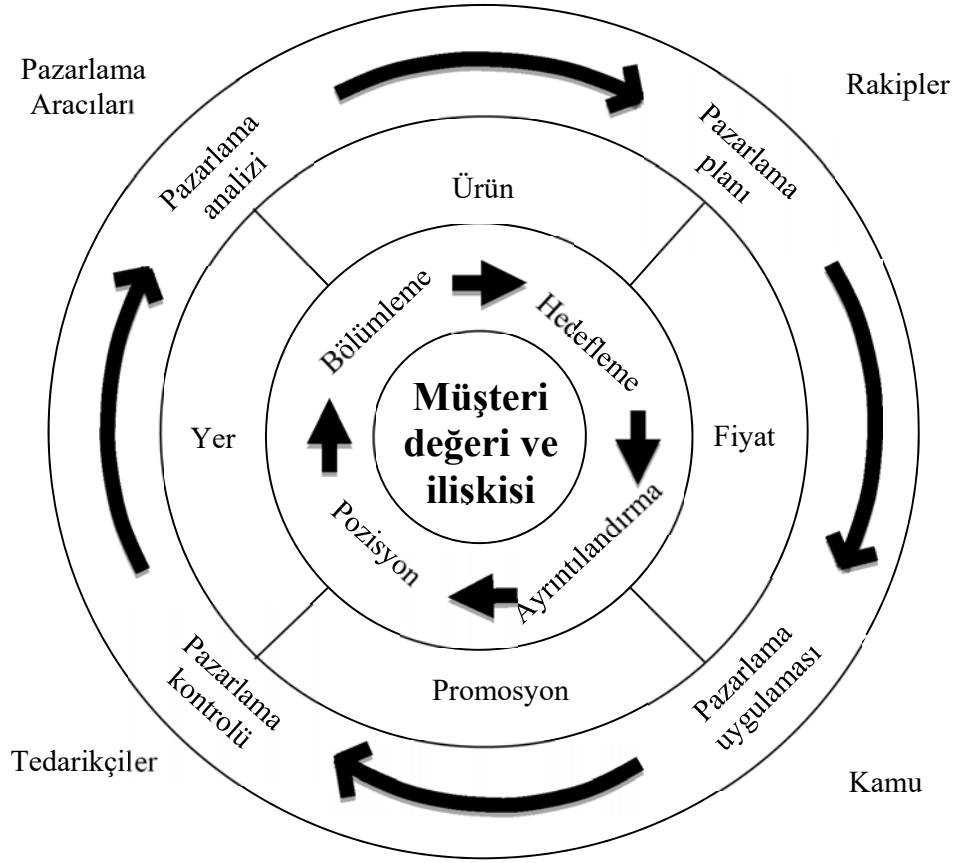 Pazarlama
Aracıları
Rakipler
Pazarlama
analizi
Pazarlama
planı
Ürün
Bölümleme
Hedefleme
Müşteri
değeri ve
ilişkisi
Yer
Fiyat
Pozisyon
Ayrıntılandırma
Promosyon
Pazarlama
kontrolü
Pazarlama
uygulaması
Tedarikçiler
Kamu